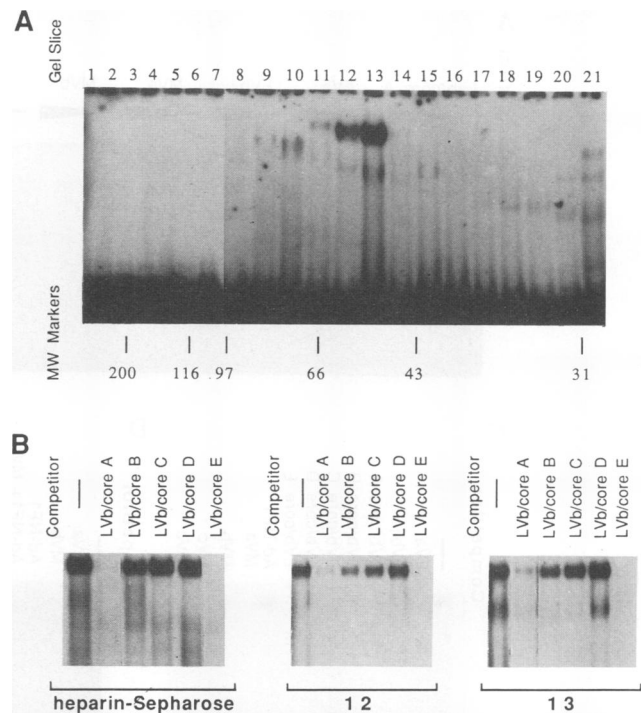 A
Gel Slice
1 2 3 4 5 6 7 8 9 10 11 12 13 14 15 16 17 18 19 20 21
MW Markers
200 116 .97 66 43 31
B
Competitor
LVb/core A
LVb/core B
LVb/core C
LVb/core D
LVb/core E
Competitor
LVb/core A
LVb/core B
LVb/core C
LVb/core D
LVb/core E
Competitor
LVb/core A
LVb/core B
LVb/core C
LVb/core D
LVb/core E
heparin-Sepharose
12
13